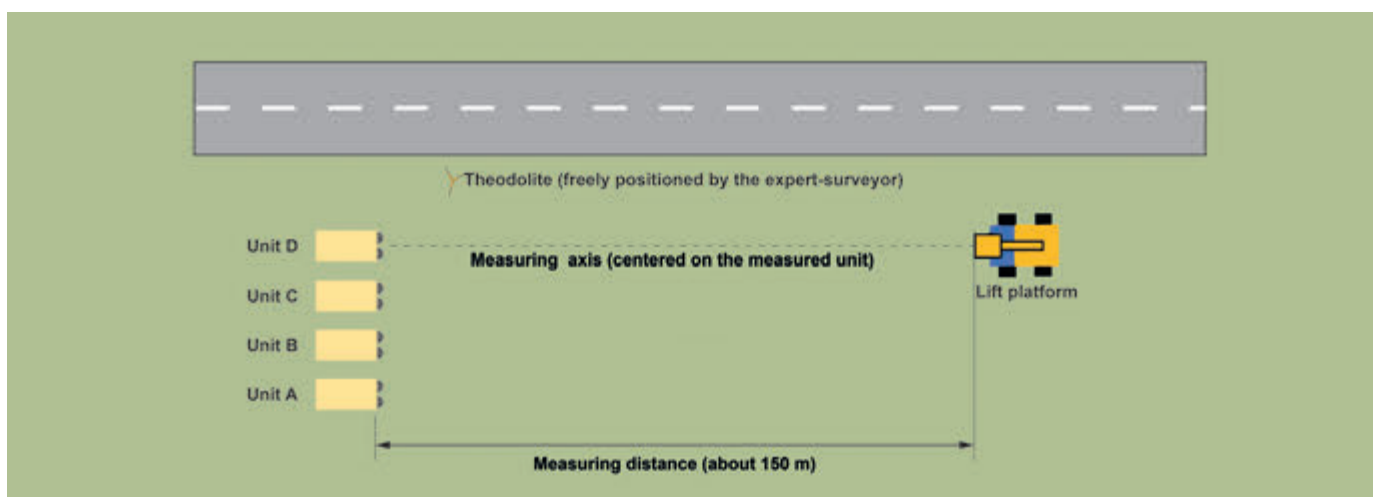 Theodolite (freely positioned by the expert-surveyor)
Unit D
Measuring axis (centered on the measured unit)
Unit C
Lift platform
Unit B
Unit A
Measuring distance (about 150 m)